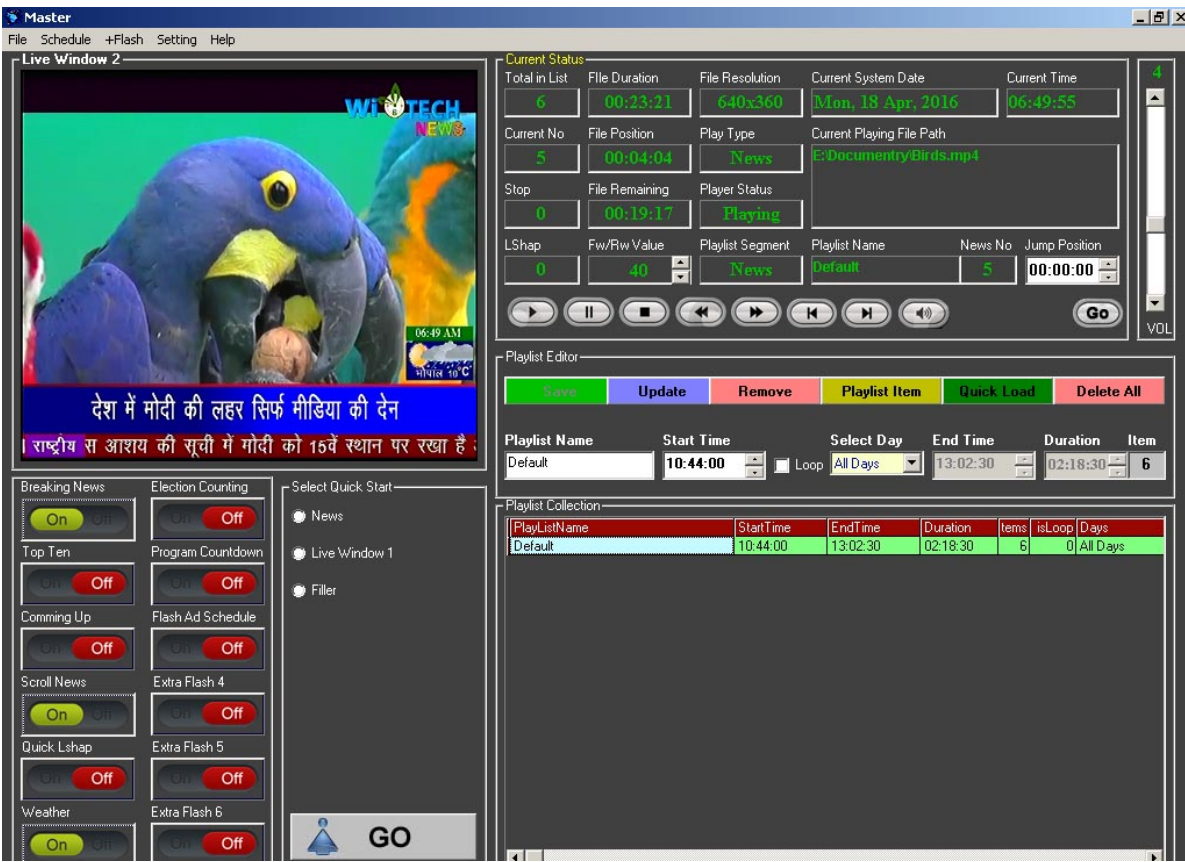 Master
File Schedule +Flash Setting Help
Live Window 2
WiTECH
NEWS
06:49 AM
भोपाल 10°C
देश में मोदी की लहर सिर्फ मीडिया की देन
राष्ट्रीय स आशय की सूची में मोदी को 15वें स्थान पर रखा है
Current Status
Total in List FIle Duration File Resolution Current System Date Current Time
6 00:23:21 640x360 Mon, 18 Apr, 2016 06:49:55
Current No File Position Play Type Current Playing File Path
5 00:04:04 News E:\Documentry\Birds.mp4
Stop File Remaining Player Status
0 00:19:17 Playing
LShap Fw/Rw Value Playlist Segment Playlist Name News No Jump Position
0 40 News Default 5 00:00:00
Go
4
VOL
Playlist Editor
Save Update Remove Playlist Item Quick Load Delete All
Playlist Name Start Time Select Day End Time Duration Item
Default 10:44:00 Loop All Days 13:02:30 02:18:30 6
Playlist Collection
PlayListName StartTime EndTime Duration tems isLoop Days
Default 10:44:00 13:02:30 02:18:30 6 0 All Days
Breaking News Election Counting
On Off On Off
Top Ten Program Countdown
On Off On Off
Comming Up Flash Ad Schedule
On Off On Off
Scroll News Extra Flash 4
On Off On Off
Quick Lshap Extra Flash 5
On Off On Off
Weather Extra Flash 6
On Off On Off
Select Quick Start
News
Live Window 1
Filler
GO